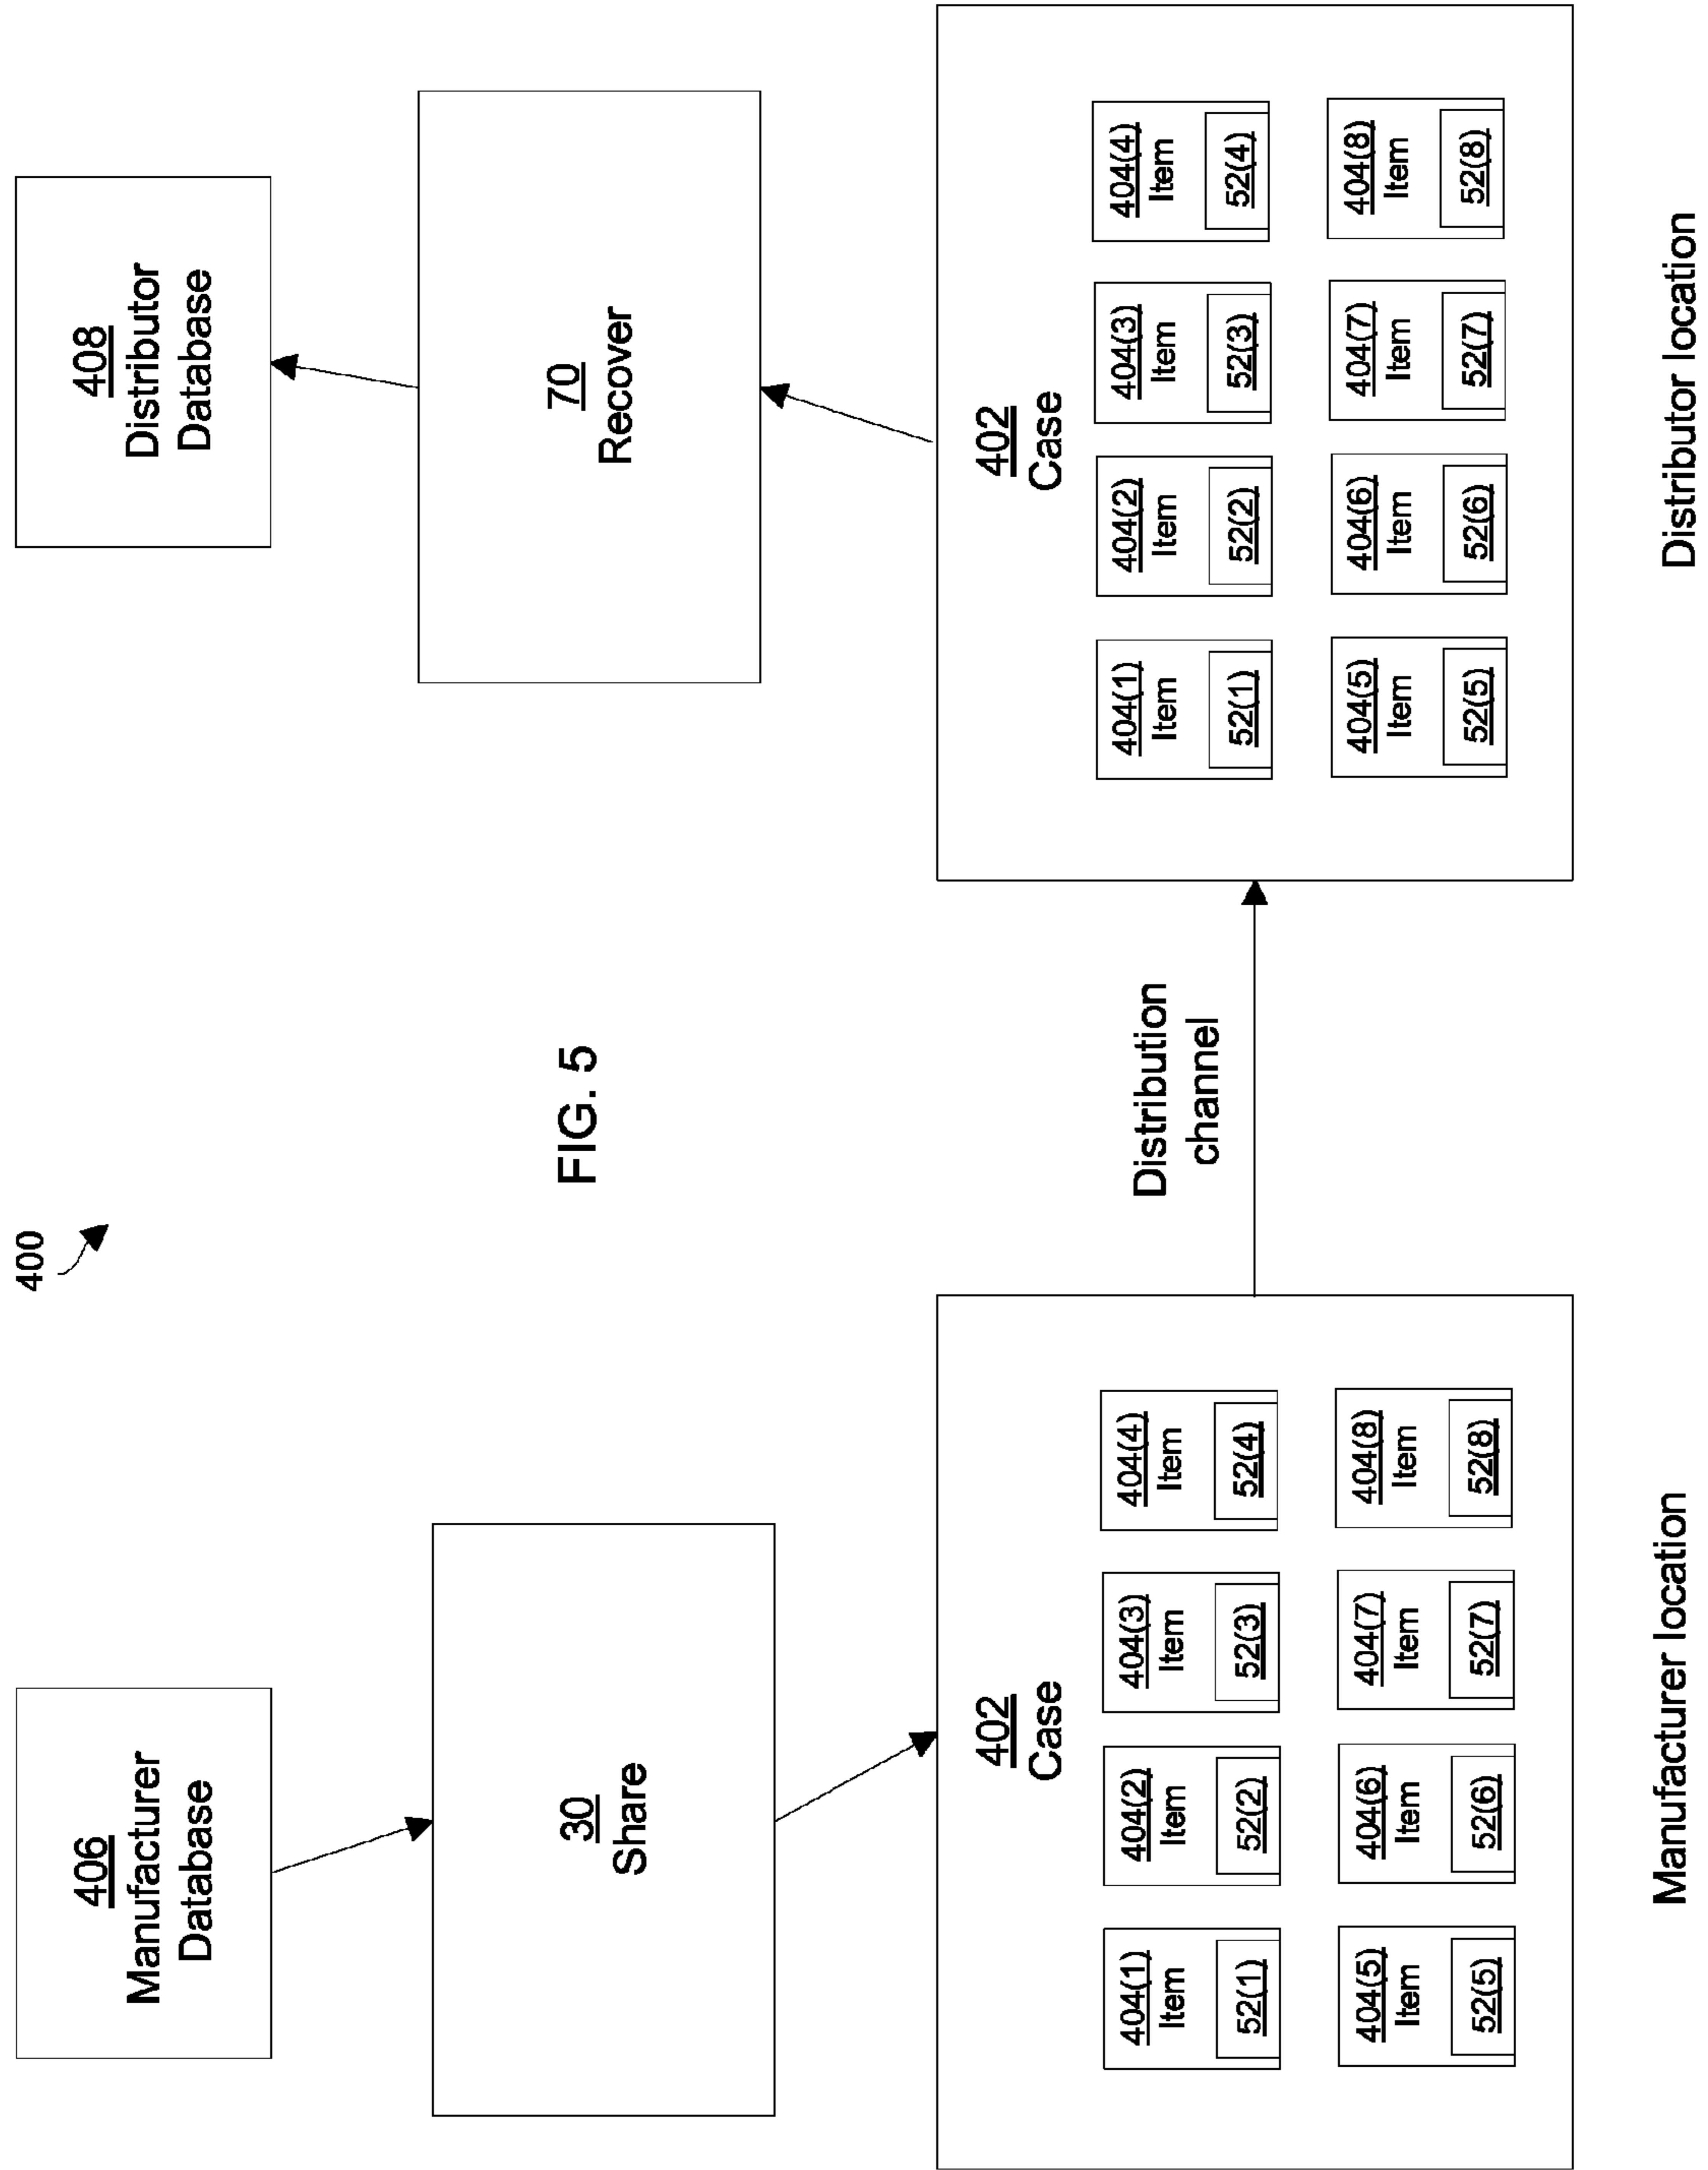 400
FIG. 5
406
Manufacturer
Database
30
Share
402
Case
404(1)
Item
52(1)
404(2)
Item
52(2)
404(3)
Item
52(3)
404(4)
Item
52(4)
404(5)
Item
52(5)
404(6)
Item
52(6)
404(7)
Item
52(7)
404(8)
Item
52(8)
Manufacturer location
Distribution
channel
408
Distributor
Database
70
Recover
402
Case
404(1)
Item
52(1)
404(2)
Item
52(2)
404(3)
Item
52(3)
404(4)
Item
52(4)
404(5)
Item
52(5)
404(6)
Item
52(6)
404(7)
Item
52(7)
404(8)
Item
52(8)
Distributor location